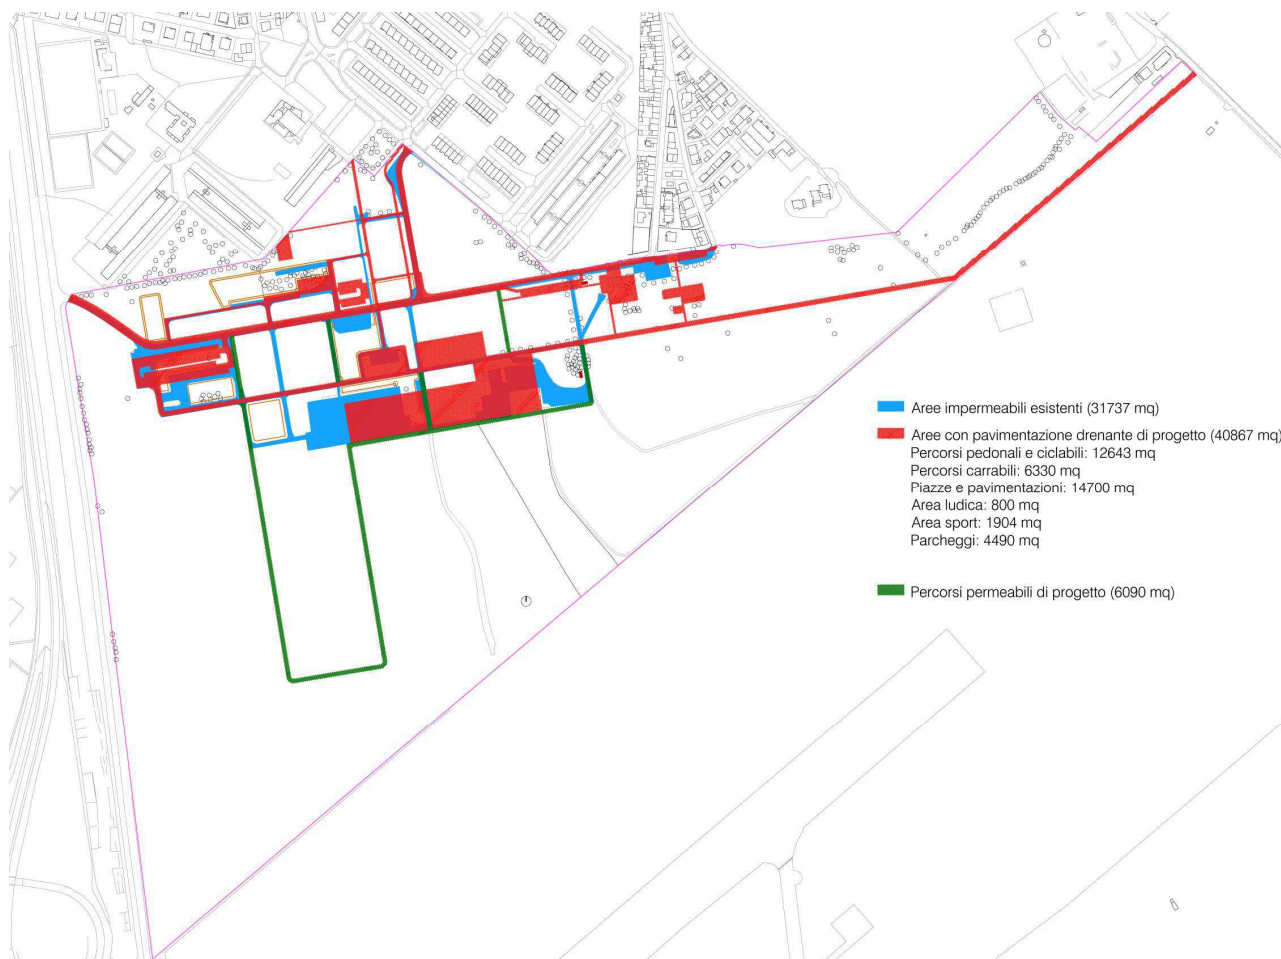 Aree impermeabili esistenti (31737 mq)
Aree con pavimentazione drenante di progetto (40867 mq)
Percorsi pedonali e ciclabili: 12643 mq
Percorsi carrabili: 6330 mq
Piazze e pavimentazioni: 14700 mq
Area ludica: 800 mq
Area sport: 1904 mq
Parcheggi: 4490 mq
Percorsi permeabili di progetto (6090 mq)